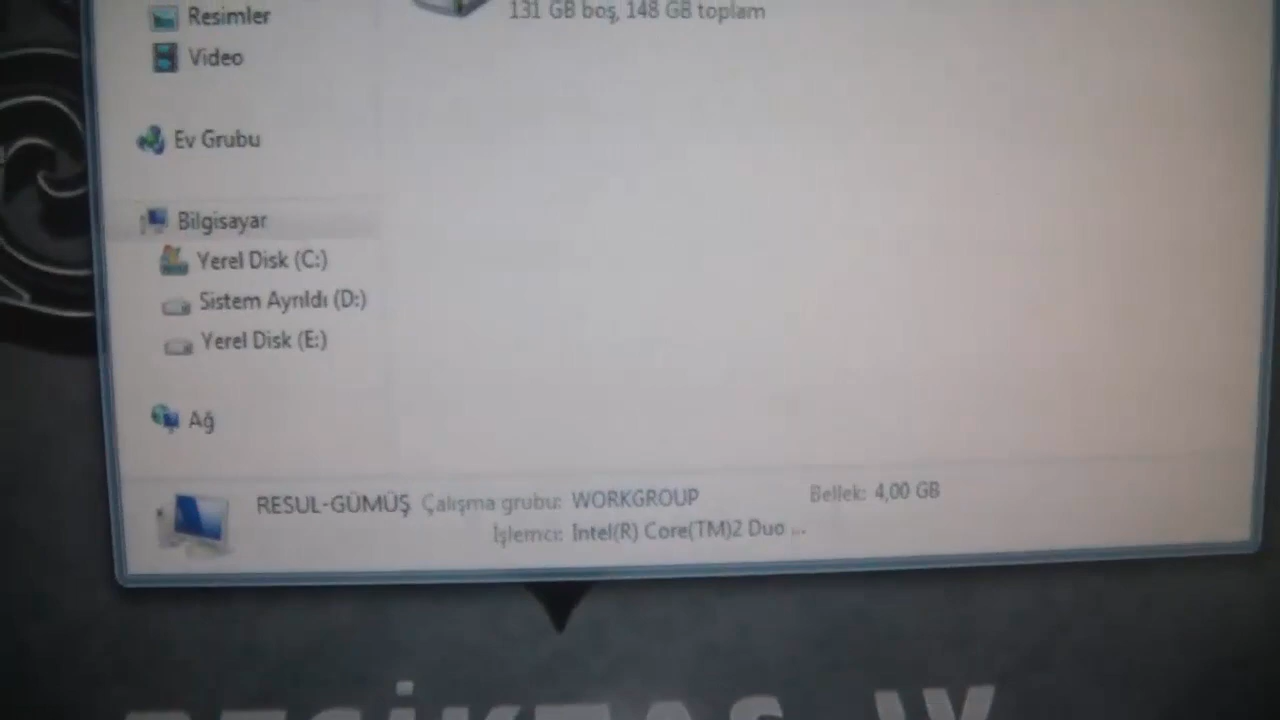 Resimler
131 GB boş, 148 GB toplam
Video
Ev Grubu
Bilgisayar
Yerel Disk (C:)
Sistem Ayrıldı (D:)
Yerel Disk (E:)
Ağ
RESUL-GÜMÜŞ Çalışma grubu: WORKGROUP Bellek: 4,00 GB
İşlemci: Intel(R) Core(TM)2 Duo ...